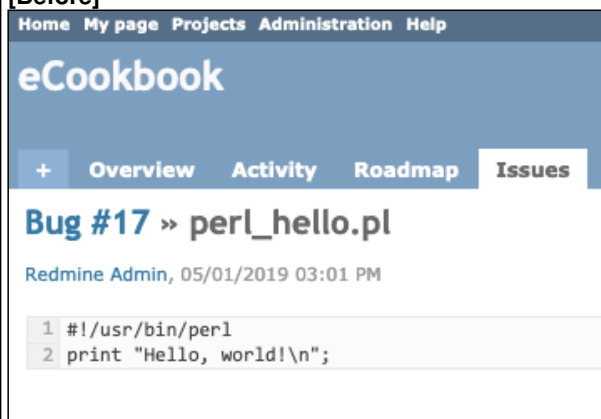 [Before]
Home My page Projects Administration Help
eCookbook
+ Overview Activity Roadmap Issues
Bug #17 » perl_hello.pl
Redmine Admin, 05/01/2019 03:01 PM
1 #!/usr/bin/perl
2 print "Hello, world!\n";